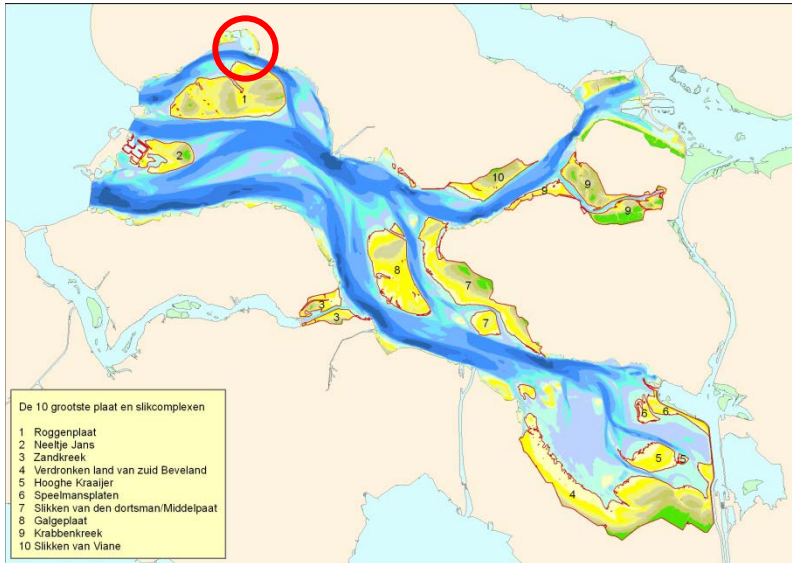 1
2
10
9
9
9
8
7
3
3
7
6
6
5
5
4
De 10 grootste plaat en slikcomplexen
1 Roggenplaat
2 Neeltje Jans
3 Zandkreek
4 Verdronken land van zuid Beveland
5 Hooghe Kraaijer
6 Speelmansplaten
7 Slikken van den dortsman/Middelpaat
8 Galgeplaat
9 Krabbenkreek
10 Slikken van Viane